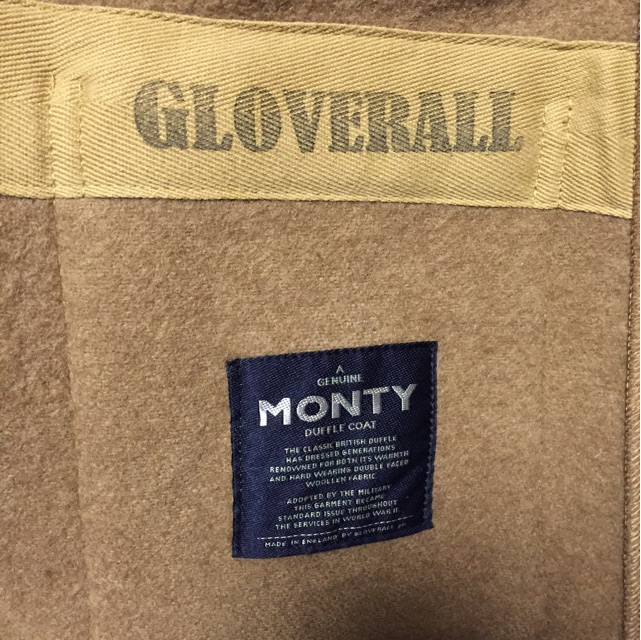 GLOVERALL
A
GENUINE
MONTY
DUFFLE COAT
THE CLASSIC BRITISH DUFFLE
HAS DRESSED GENERATIONS
RENOWNED FOR BOTH ITS WARMTH
AND HARD WEARING DOUBLE FACED
WOOLLEN FABRIC.
ADOPTED BY THE MILITARY
THIS GARMENT BECAME
STANDARD ISSUE THROUGHOUT
THE SERVICES IN WORLD WAR II
MADE IN ENGLAND BY GLOVERALL